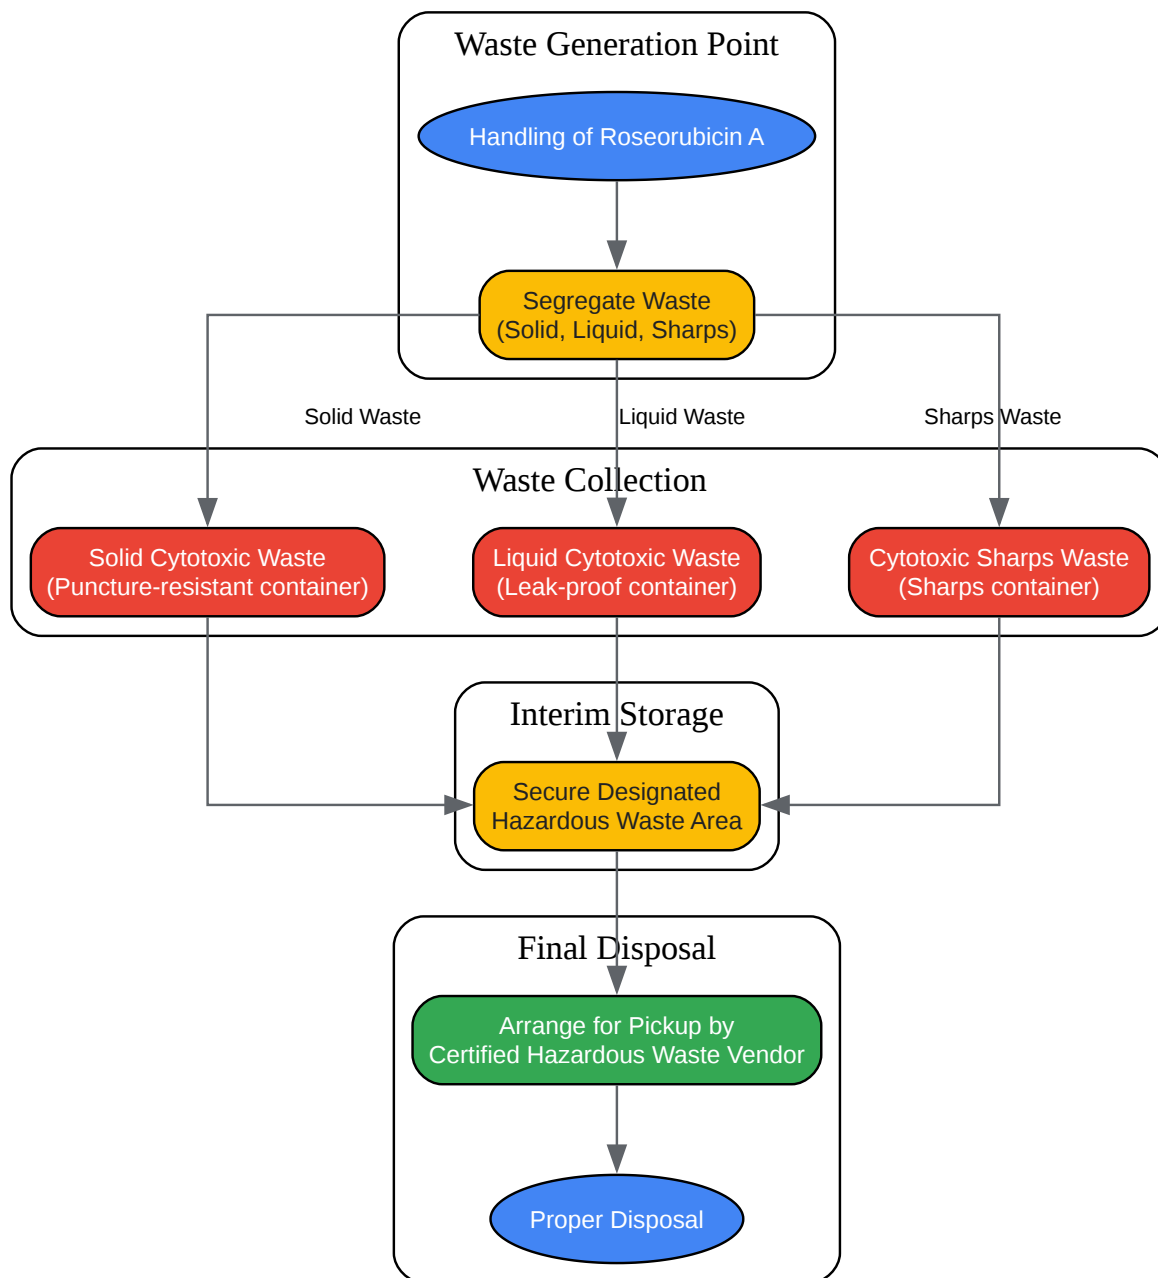 Waste Generation Point
Handling of Roseorubicin A
Segregate Waste
(Solid, Liquid, Sharps)
Solid Waste
Liquid Waste
Sharps Waste
Waste Collection
Solid Cytotoxic Waste
(Puncture-resistant container)
Liquid Cytotoxic Waste
(Leak-proof container)
Cytotoxic Sharps Waste
(Sharps container)
Interim Storage
Secure Designated
Hazardous Waste Area
Final Disposal
Arrange for Pickup by
Certified Hazardous Waste Vendor
Proper Disposal